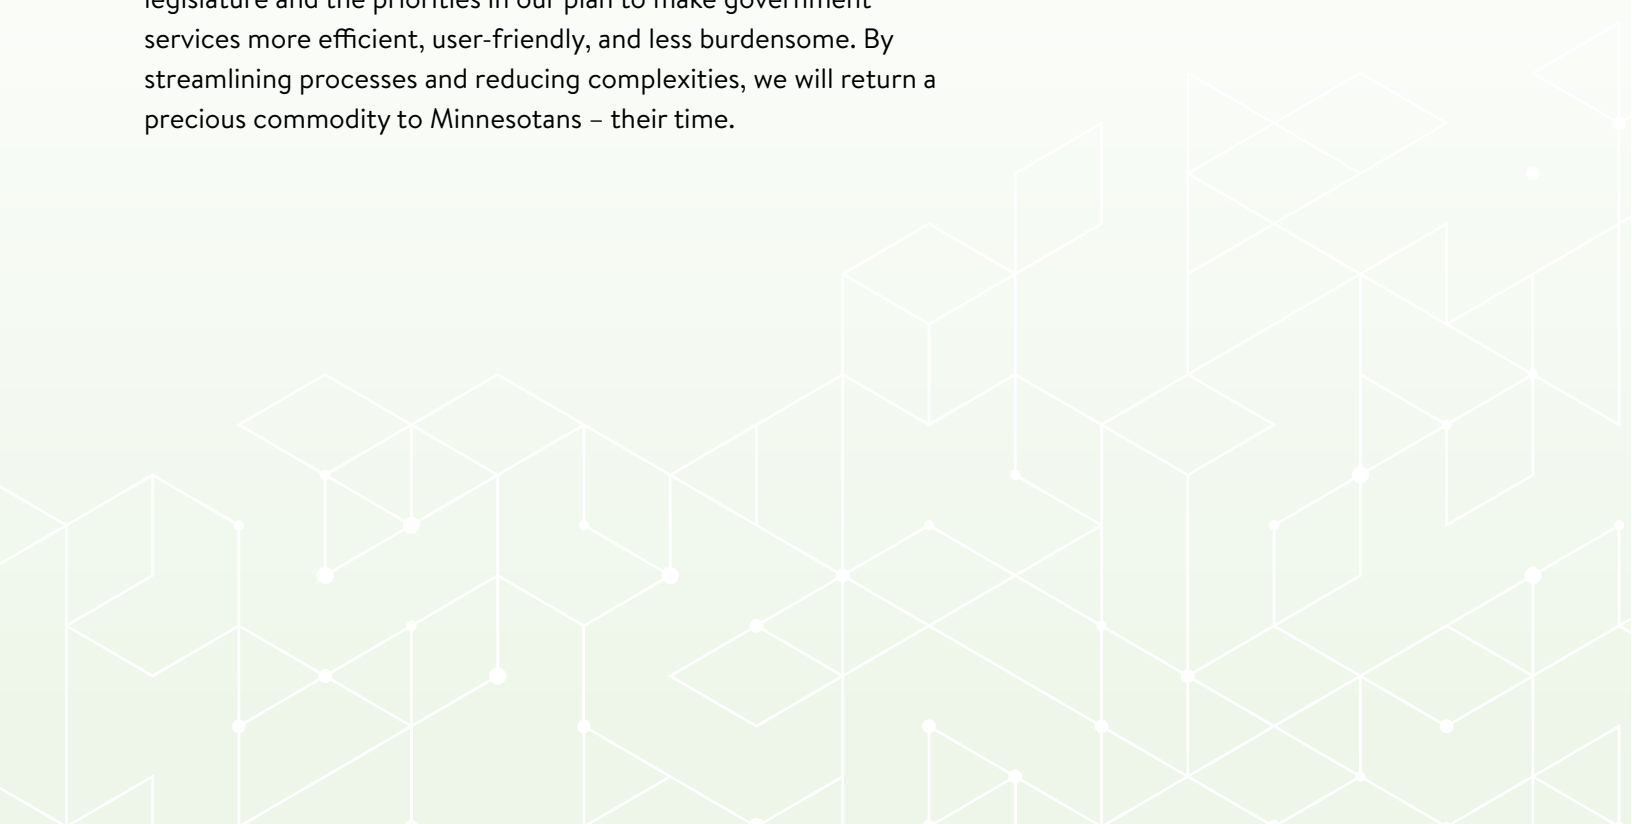 legislature and the priorities in our plan to make government
services more efficient, user-friendly, and less burdensome. By
streamlining processes and reducing complexities, we will return a
precious commodity to Minnesotans – their time.